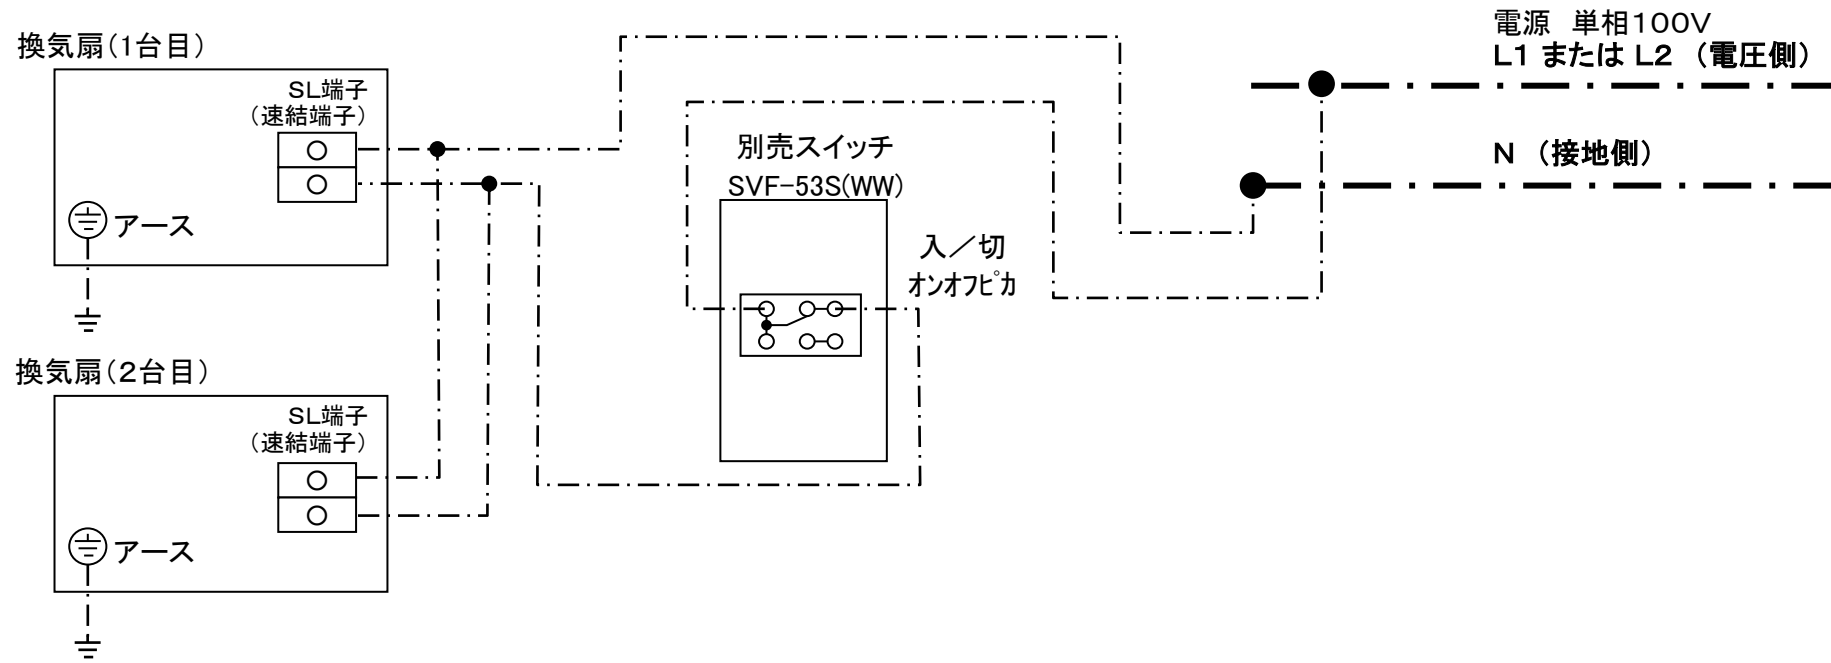 電源　単相100V
L1 または L2 （電圧側）
N （接地側）
換気扇(1台目)
SL端子
(速結端子)
アース
別売スイッチ
SVF-53S(WW)
入／切
オンオフピカ
換気扇(2台目)
SL端子
(速結端子)
アース